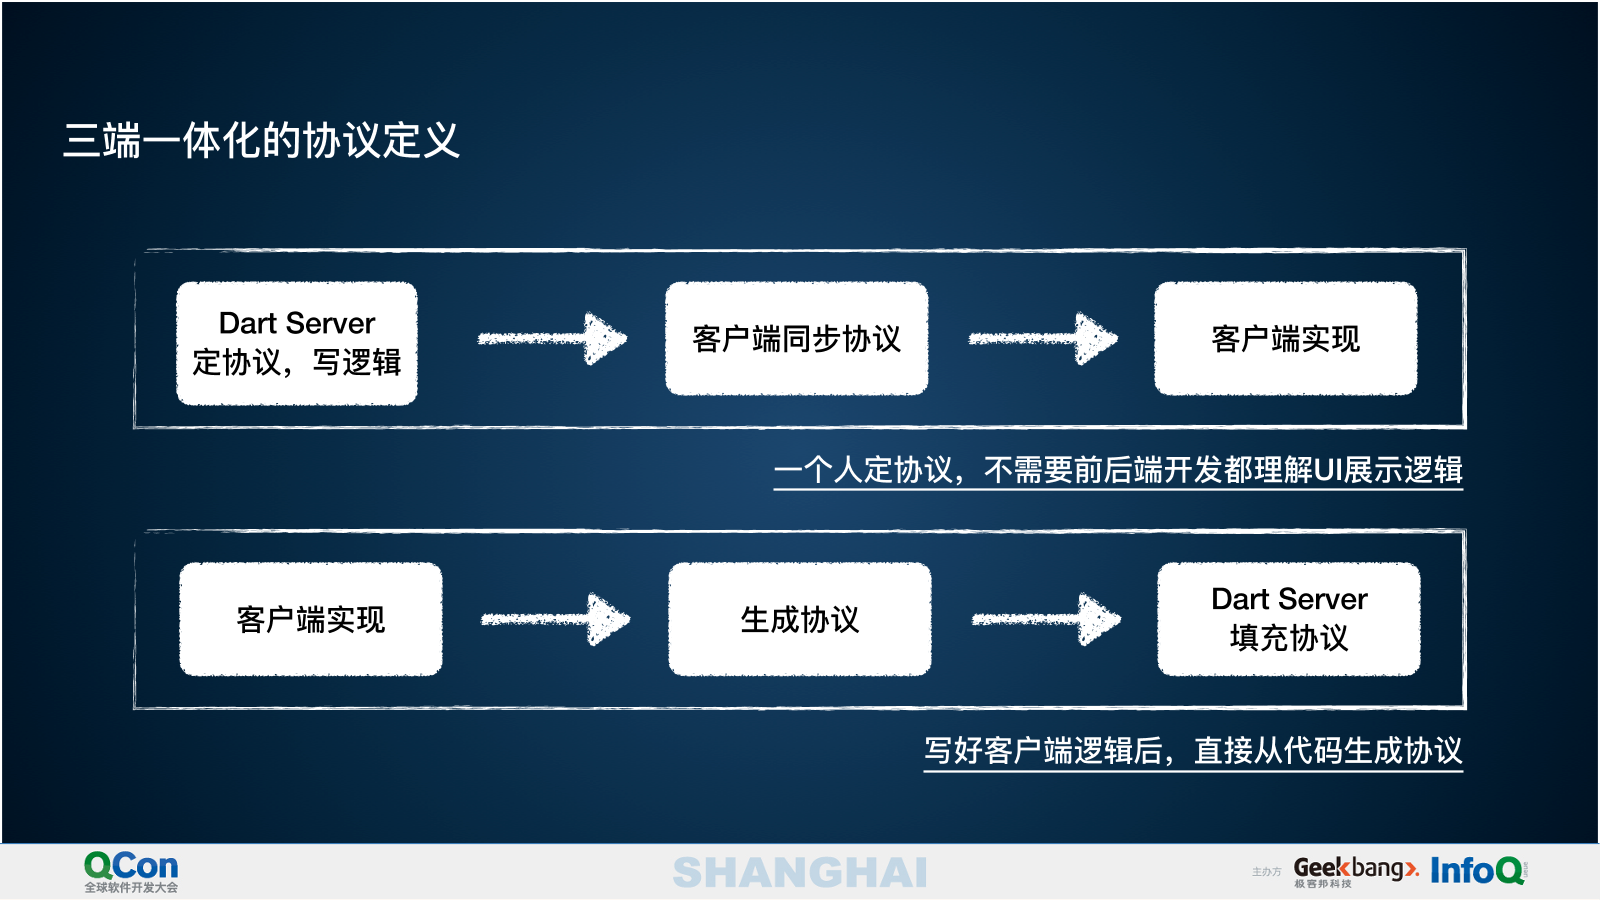 三端一体化的协议定义
Dart Server
定协议，写逻辑
客户端同步协议
客户端实现
一个人定协议，不需要前后端开发都理解UI展示逻辑
客户端实现
生成协议
Dart Server
填充协议
写好客户端逻辑后，直接从代码生成协议
QCon
全球软件开发大会
SHANGHAI
主办方
Geekbang
极客邦科技
InfoQ